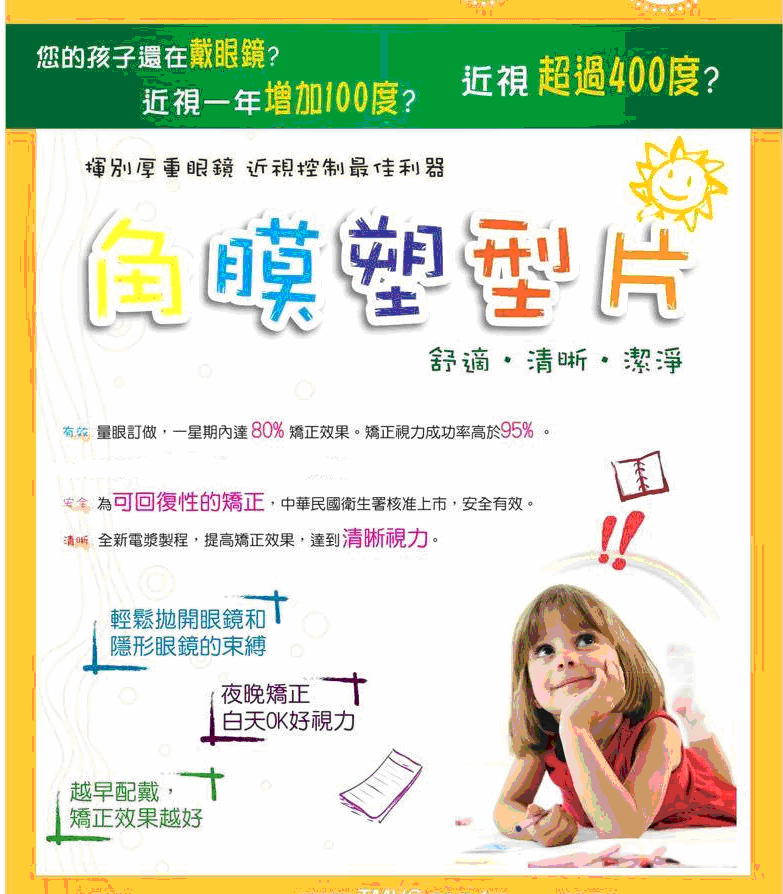 您的孩子還在戴眼鏡?
近視一年增加100度?
近視 超過400度?
揮別厚重眼鏡 近視控制最佳利器
角膜塑型片
舒適・清晰・潔淨
有效 量眼訂做，一星期內達 80% 矯正效果。矯正視力成功率高於95% 。
安全 為可回復性的矯正，中華民國衛生署核准上市，安全有效。
清晰 全新電漿製程，提高矯正效果，達到清晰視力。
輕鬆拋開眼鏡和
隱形眼鏡的束縛
夜晚矯正
白天OK好視力
越早配戴，
矯正效果越好